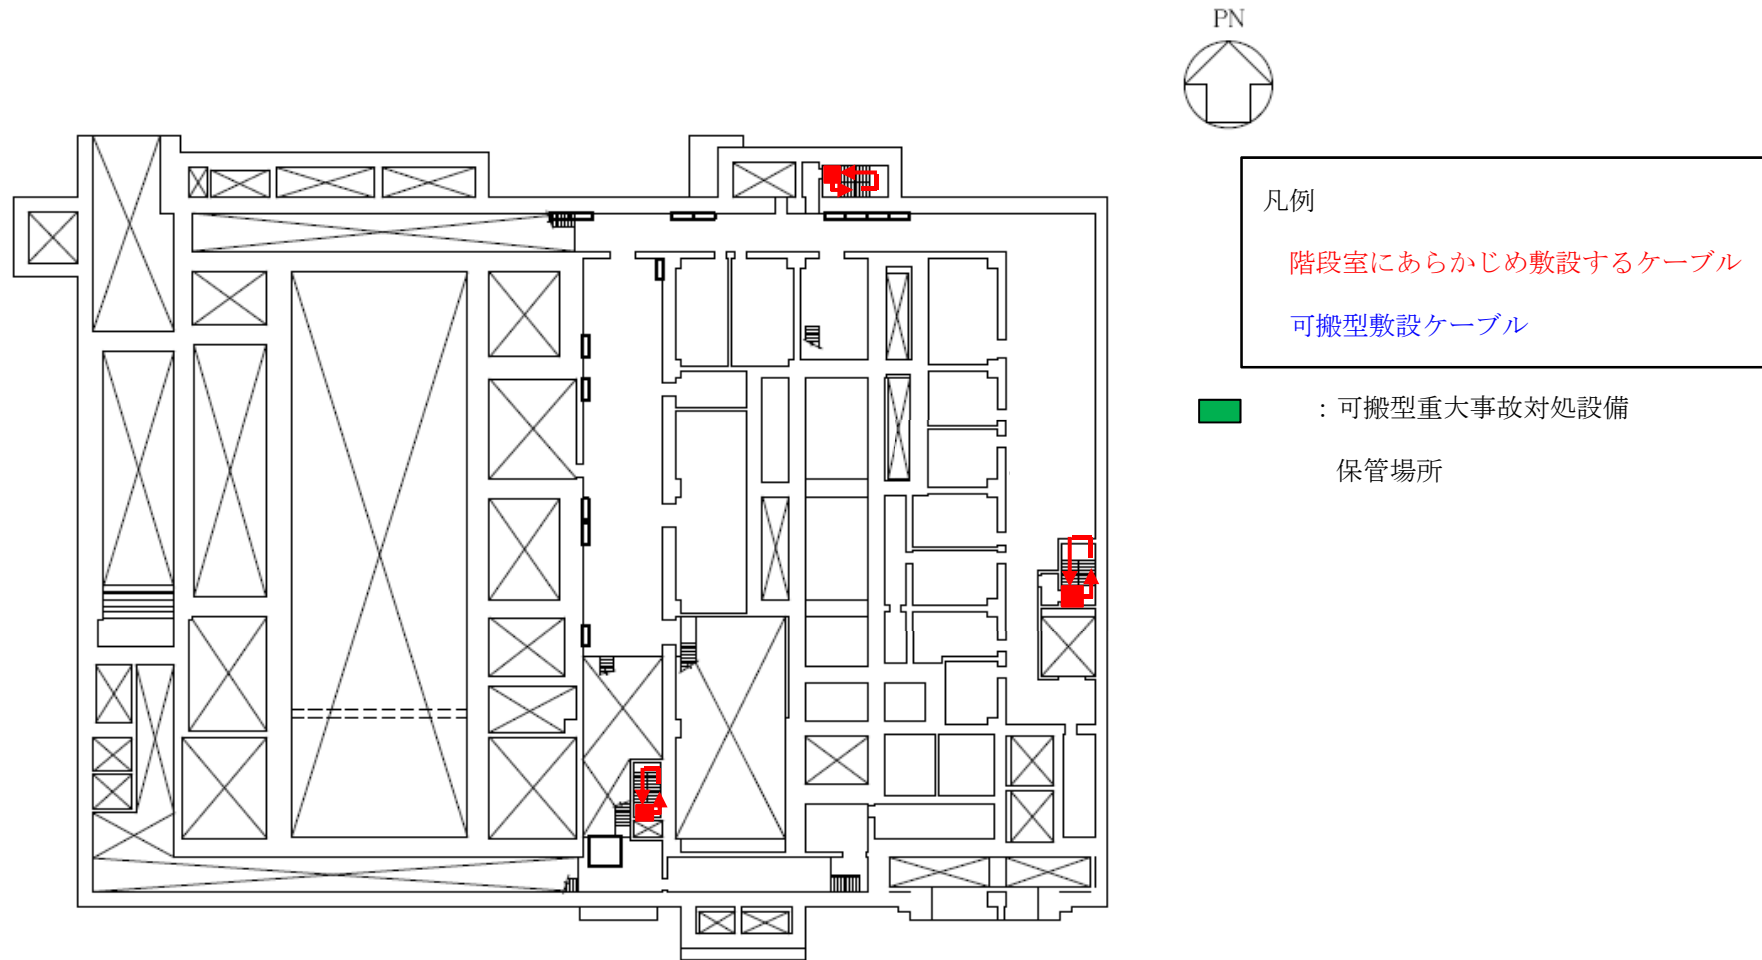 PN
凡例
階段室にあらかじめ敷設するケーブル
可搬型敷設ケーブル
：可搬型重大事故対処設備
保管場所